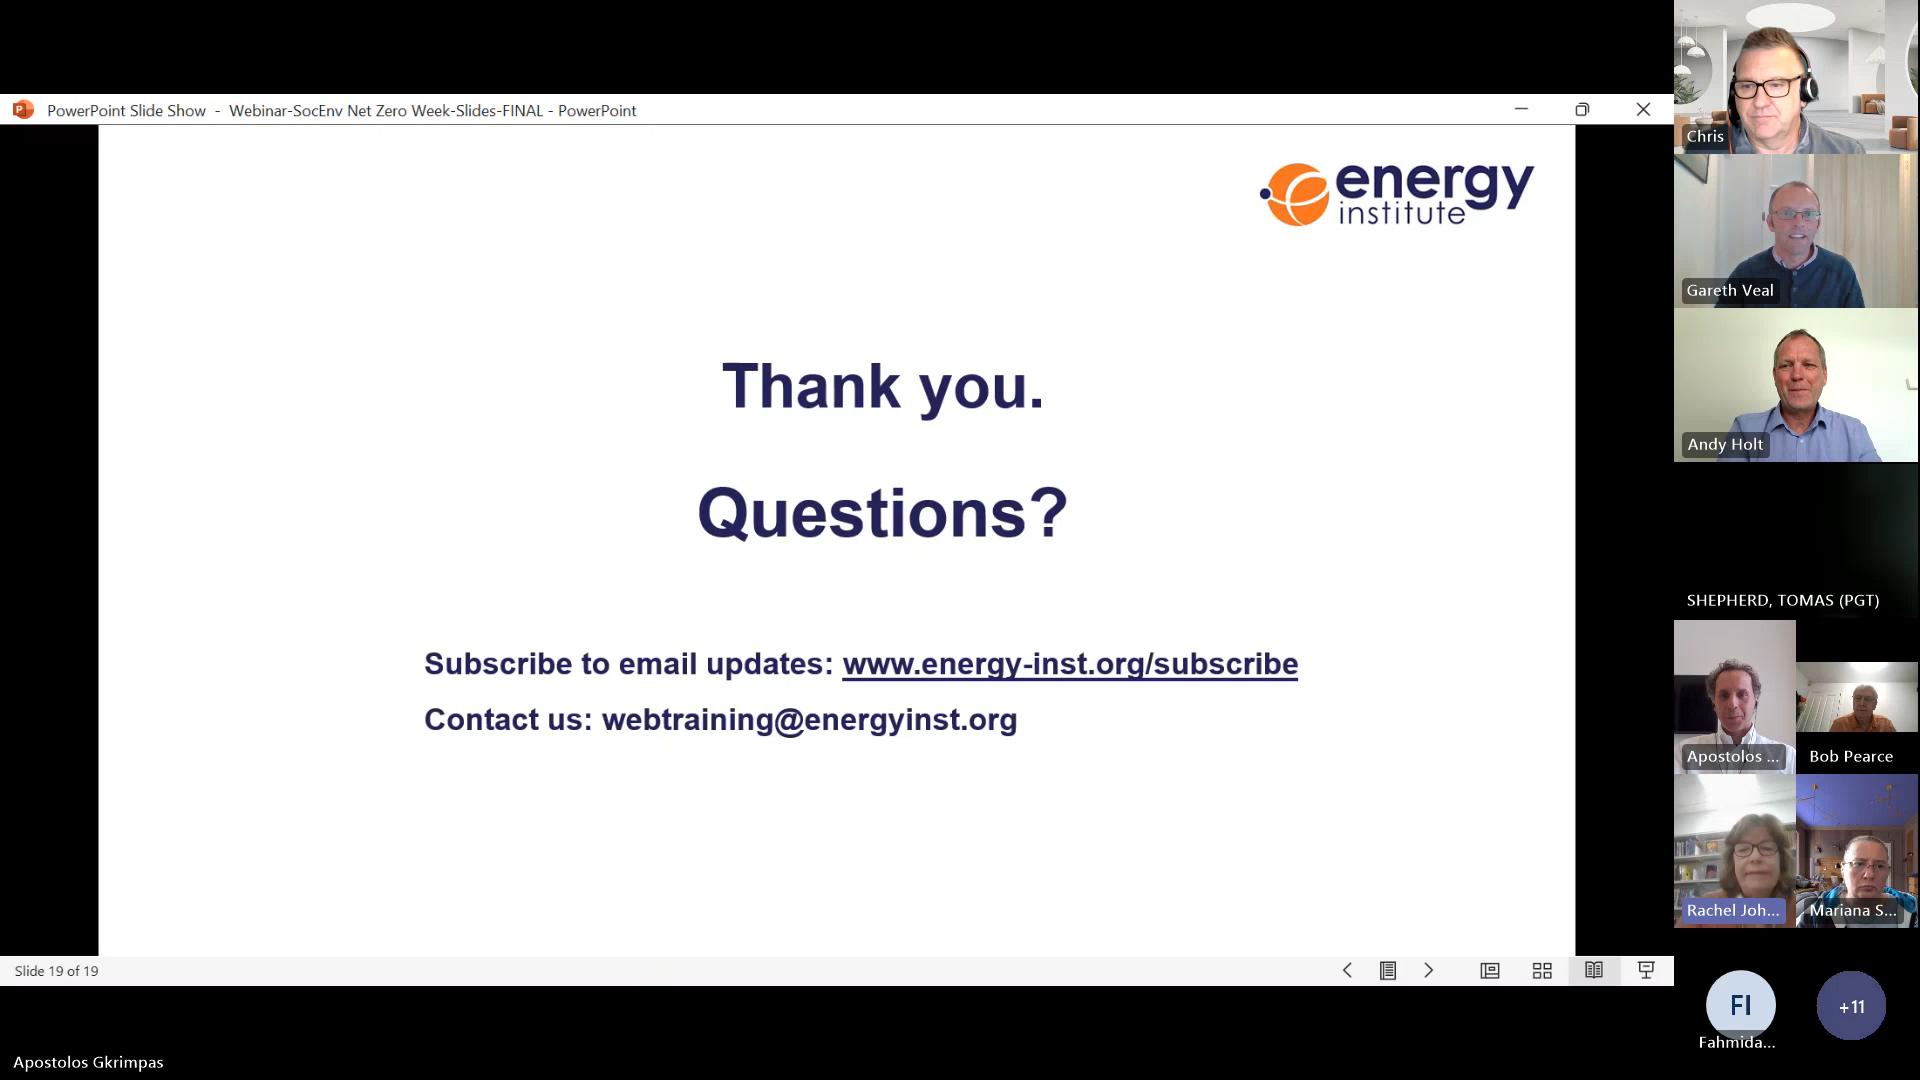 PowerPoint Slide Show - Webinar-SocEnv Net Zero Week-Slides-FINAL - PowerPoint
energy
institute
Thank you.
Questions?
Subscribe to email updates: www.energy-inst.org/subscribe
Contact us: webtraining@energyinst.org
Slide 19 of 19
Apostolos Gkrimpas
Chris
Gareth Veal
Andy Holt
SHEPHERD, TOMAS (PGT)
Apostolos ...
Bob Pearce
Rachel Joh...
Mariana S...
FI
Fahmida...
+11